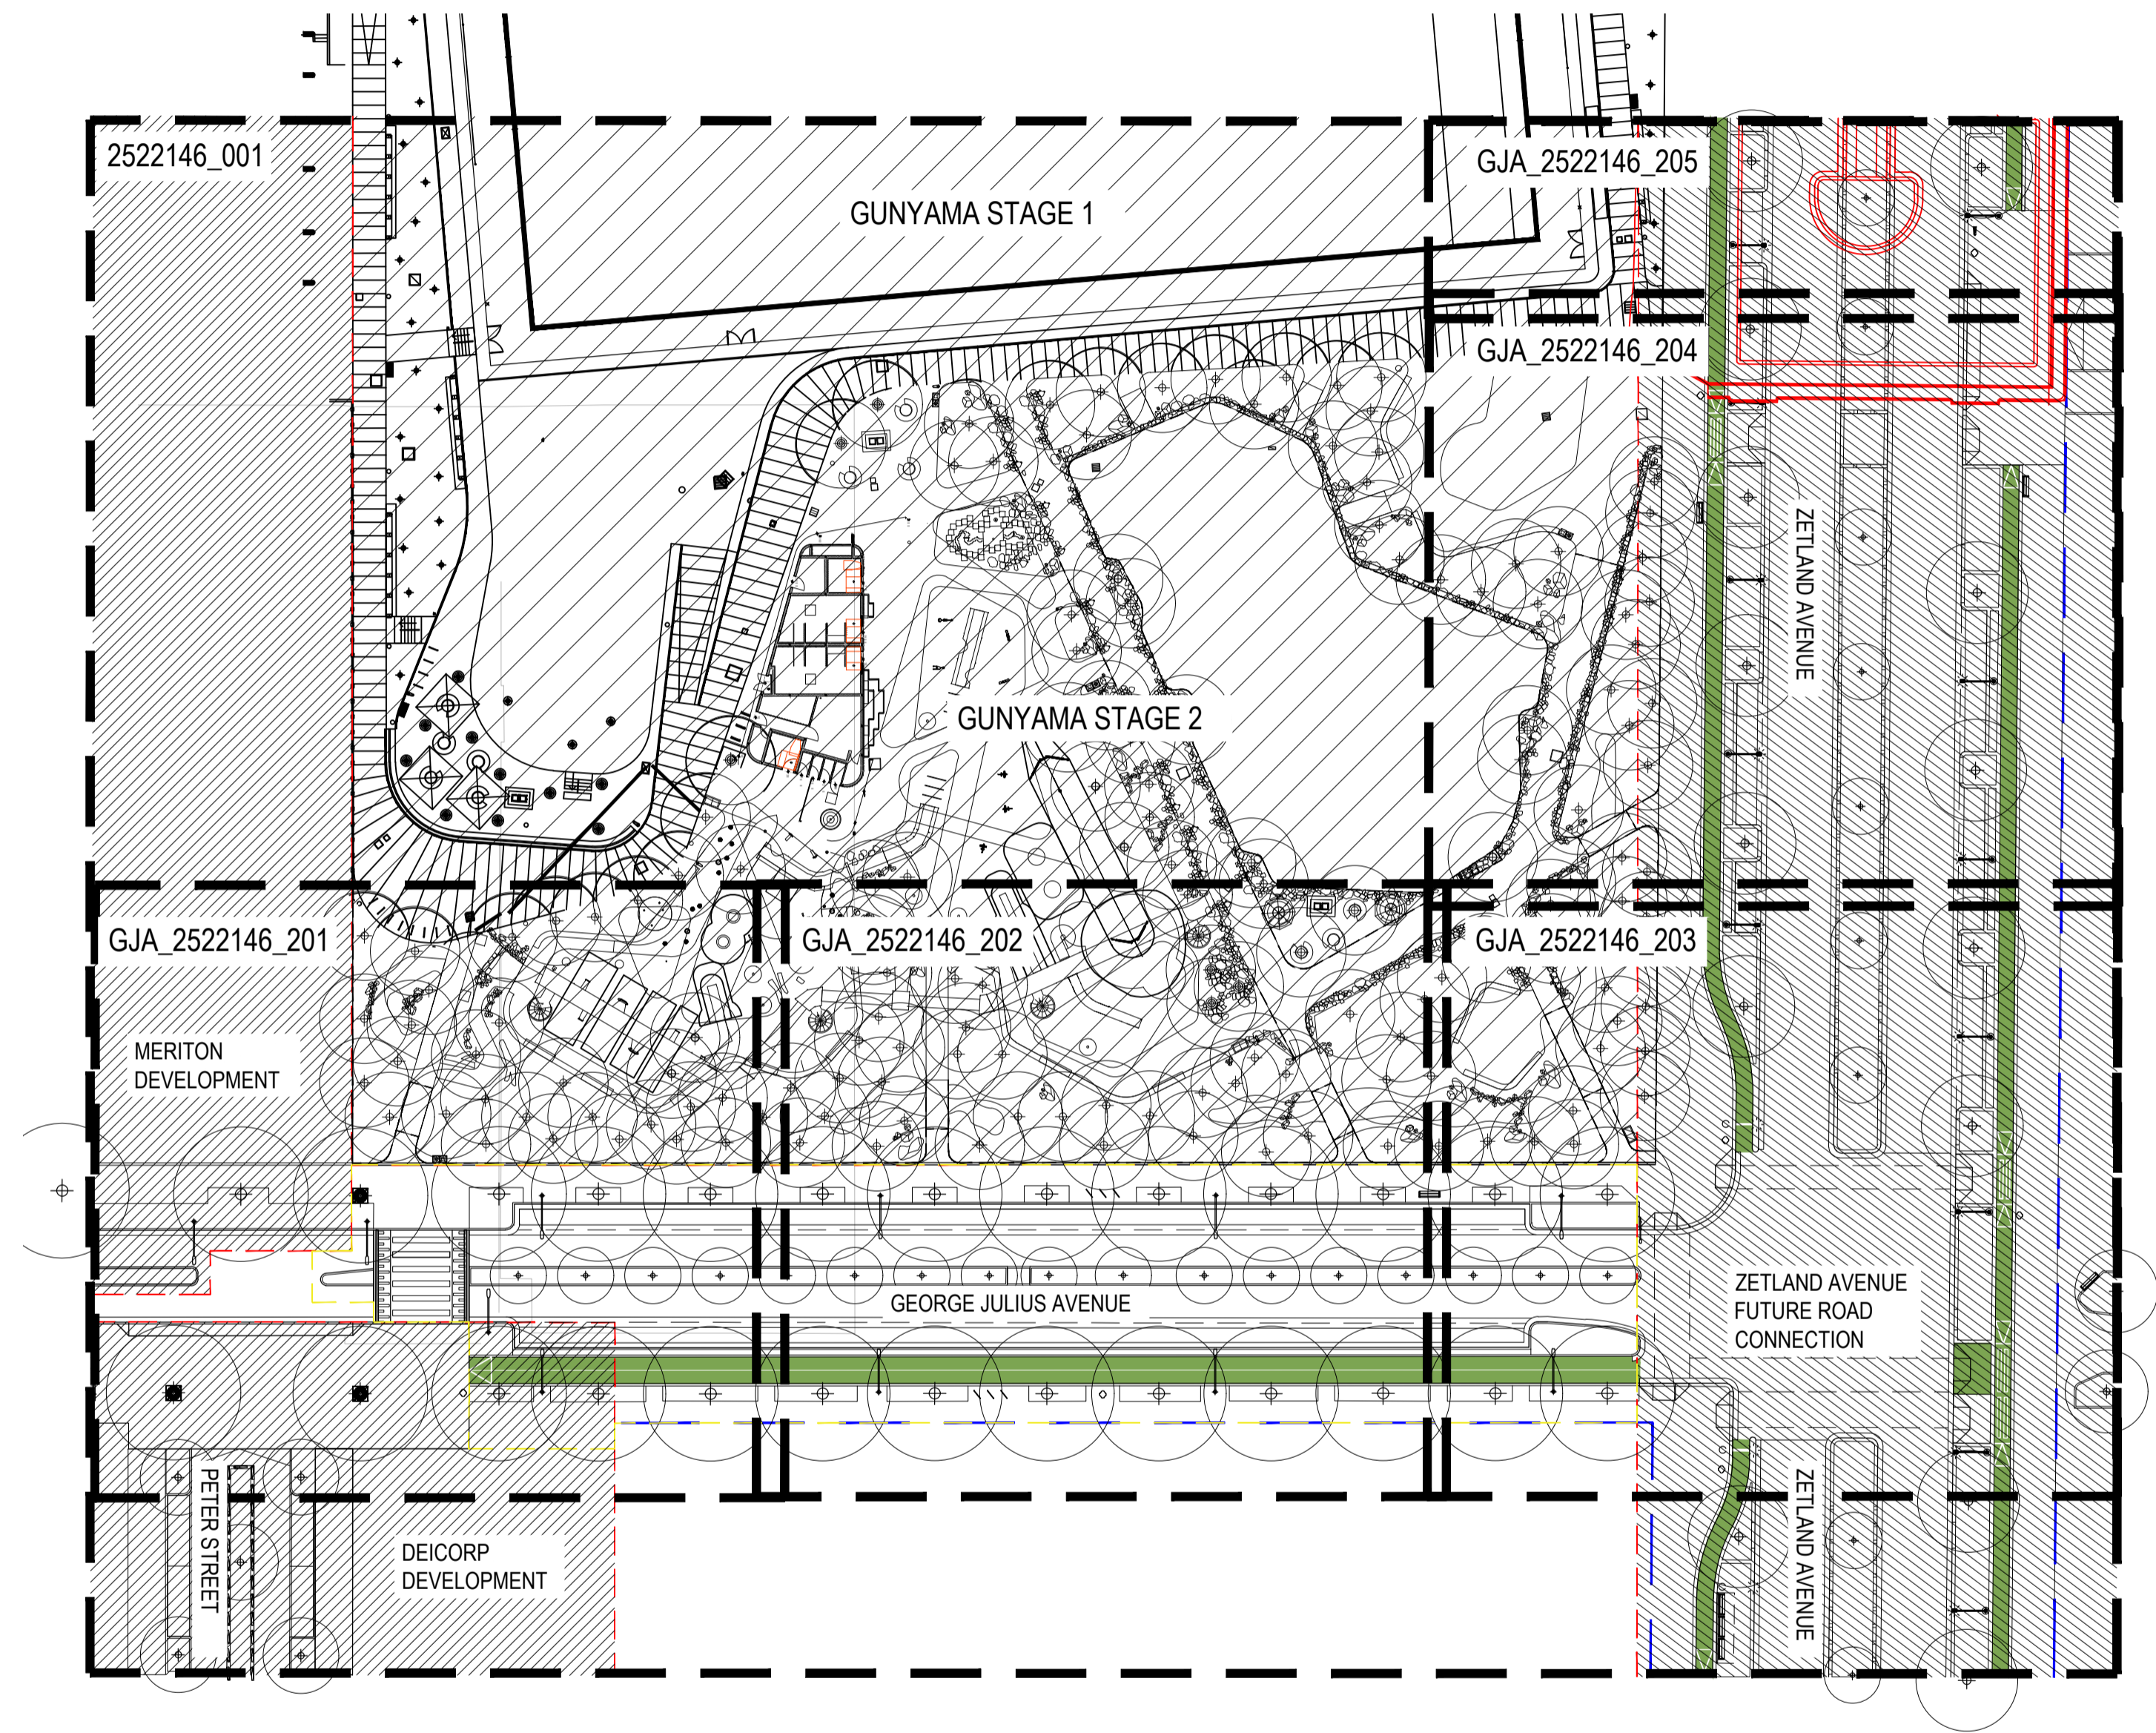 2522146_001
GJA_2522146_205
GUNYAMA STAGE 1
GJA_2522146_204
ZETLAND AVENUE
GUNYAMA STAGE 2
GJA_2522146_201
GJA_2522146_202
GJA_2522146_203
MERITON
DEVELOPMENT
ZETLAND AVENUE
FUTURE ROAD
CONNECTION
GEORGE JULIUS AVENUE
PETER STREET
ZETLAND AVENUE
DEICORP
DEVELOPMENT